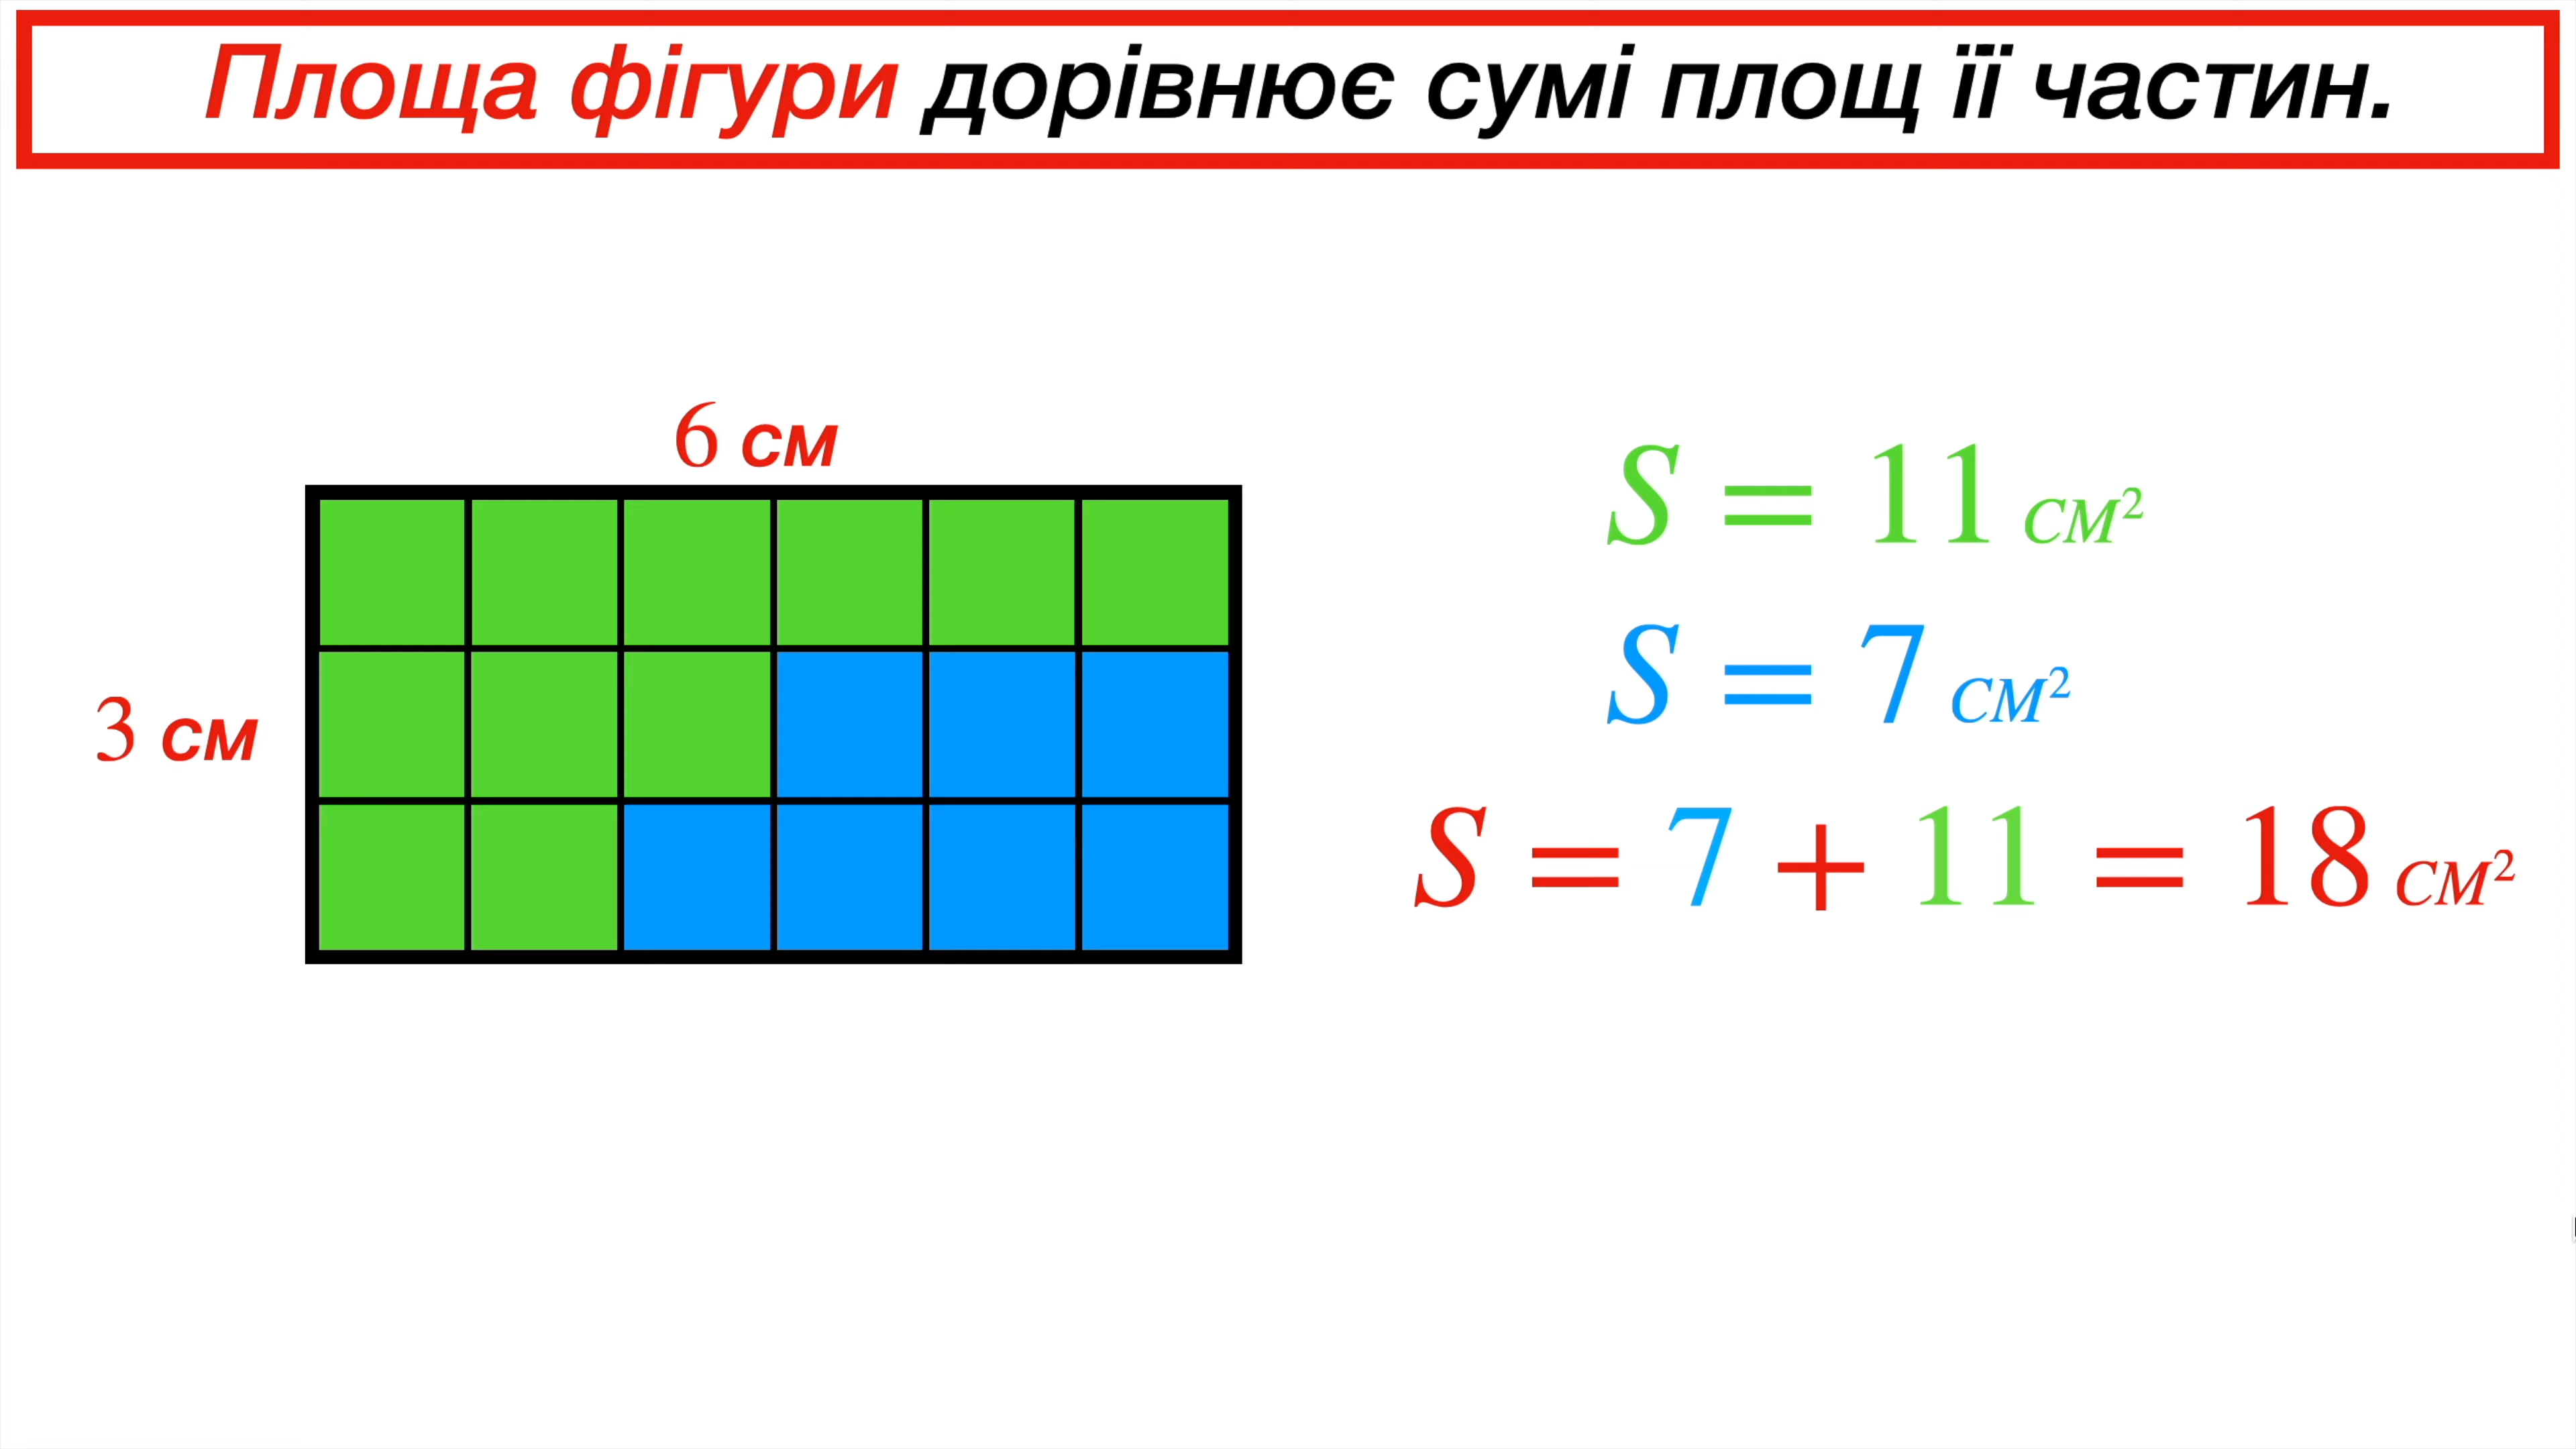 Площа фігури дорівнює сумі площ її частин.
6 см
3 см
S = 11 см²
S = 7 см²
S = 7 + 11 = 18 см²